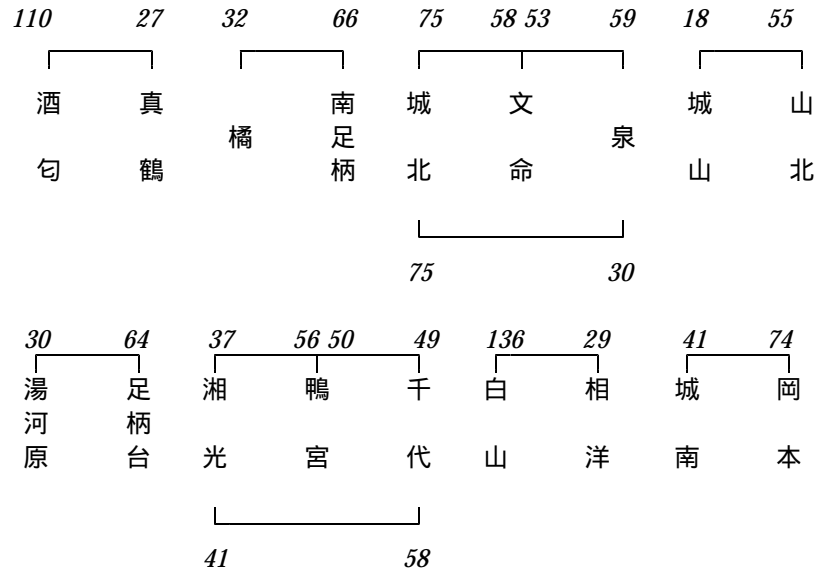 110 27 32 66 75 58 53 59 18 55
酒匂 真鶴 橘 南足柄 城北 文命 泉 城山 山北
75 30
30 64 37 56 50 49 136 29 41 74
湯河原 足柄台 湘光 鴨宮 千代 白山 相洋 城南 岡本
41 58